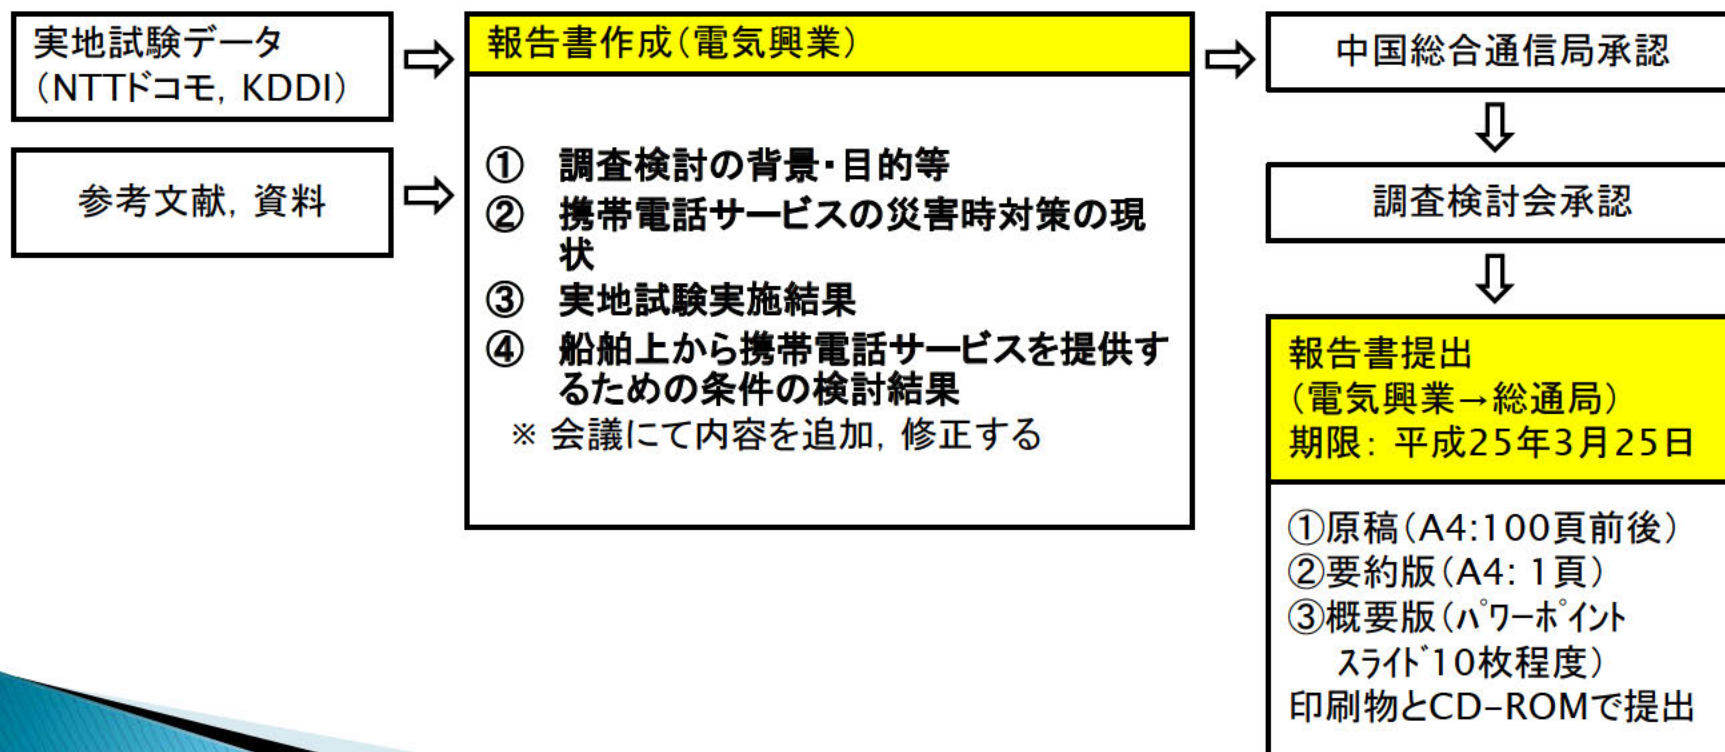 実地試験データ
（NTTドコモ，KDDI）
参考文献，資料
報告書作成（電気興業）
① 調査検討の背景・目的等
② 携帯電話サービスの災害時対策の現
状
③ 実地試験実施結果
④ 船舶上から携帯電話サービスを提供す
るための条件の検討結果
※ 会議にて内容を追加，修正する
中国総合通信局承認
調査検討会承認
報告書提出
（電気興業→総通局）
期限：平成25年3月25日
①原稿（A4:100頁前後）
②要約版（A4: 1頁）
③概要版（ﾊﾟﾜｰﾎﾟｲﾝﾄ
ｽﾗｲﾄﾞ10枚程度）
印刷物とCD-ROMで提出